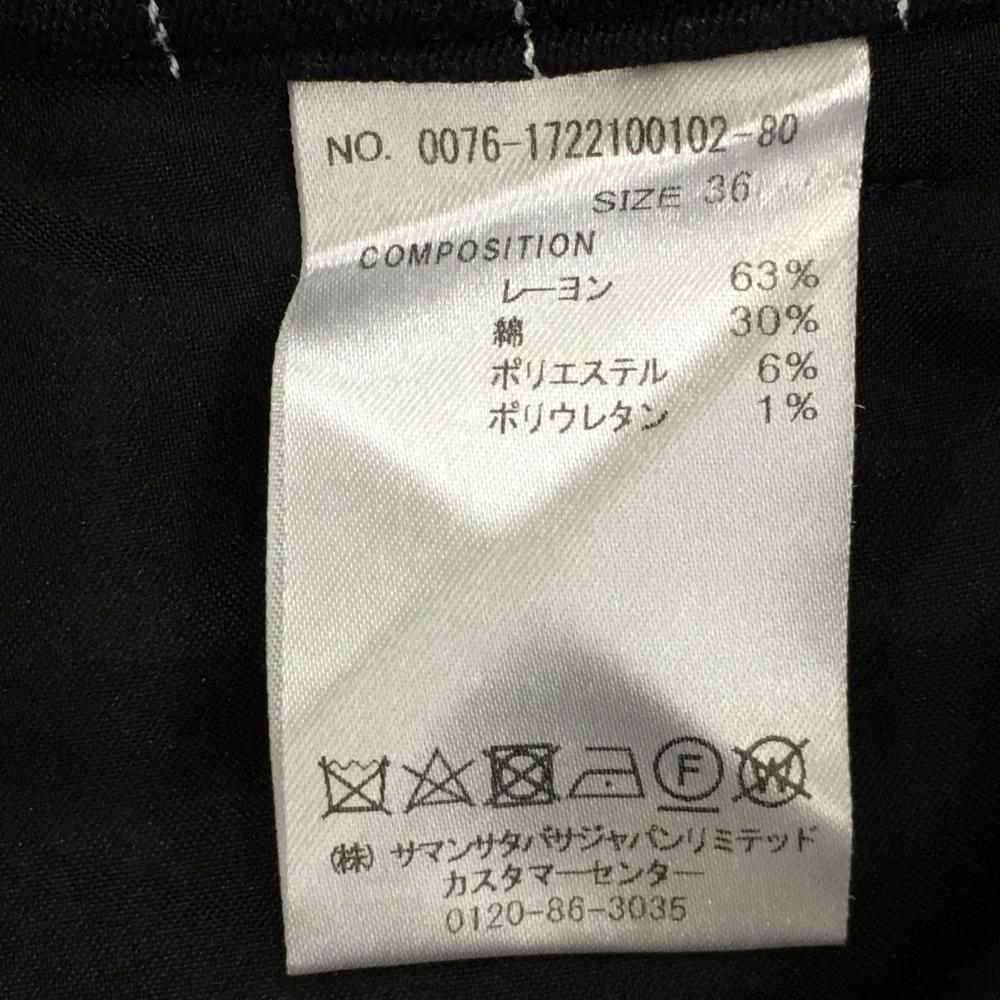 NO. 0076-1722100102-80
SIZE 36
COMPOSITION
レーヨン 63%
綿 30%
ポリエステル 6%
ポリウレタン 1%
F W
(株) サマンサタバサジャパンリミテッド
カスタマーセンター
0120-86-3035